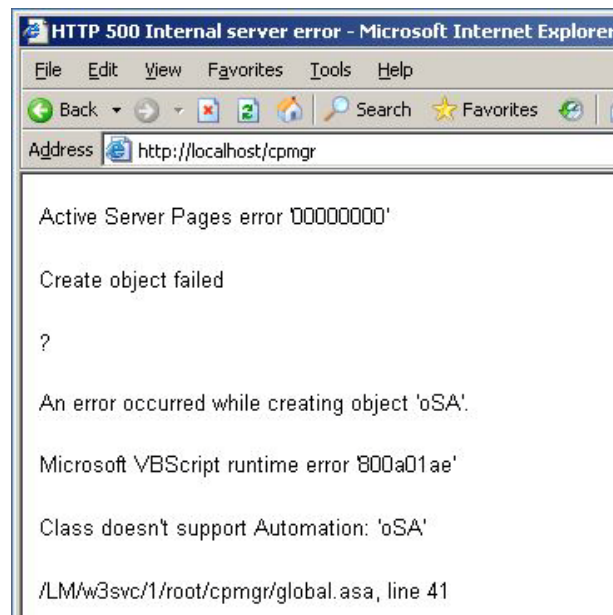 HTTP 500 Internal server error - Microsoft Internet Explorer
File Edit View Favorites Tools Help
Back Search Favorites
Address http://localhost/cpmgr
Active Server Pages error '00000000'
Create object failed
?
An error occurred while creating object 'oSA'.
Microsoft VBScript runtime error '800a01ae'
Class doesn't support Automation: 'oSA'
/LM/w3svc/1/root/cpmgr/global.asa, line 41